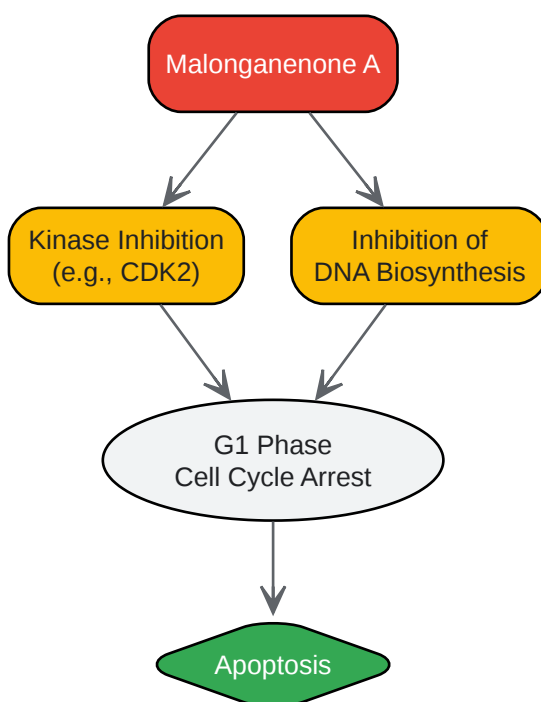 Malonganenone A
Kinase Inhibition
(e.g., CDK2)
Inhibition of
DNA Biosynthesis
G1 Phase
Cell Cycle Arrest
Apoptosis